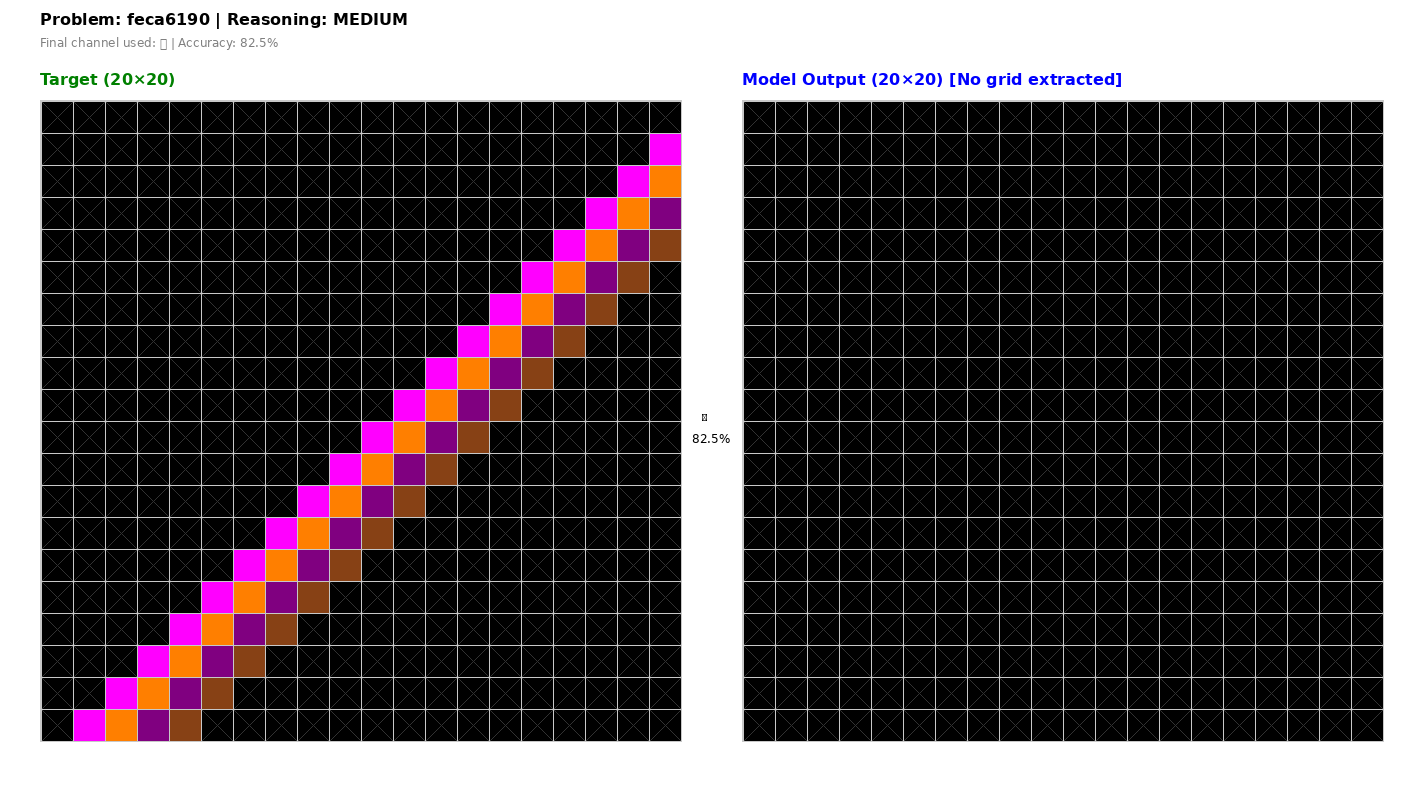 Problem: feca6190 | Reasoning: MEDIUM
Final channel used: | Accuracy: 82.5%
Target (20×20)
Model Output (20×20) [No grid extracted]
82.5%